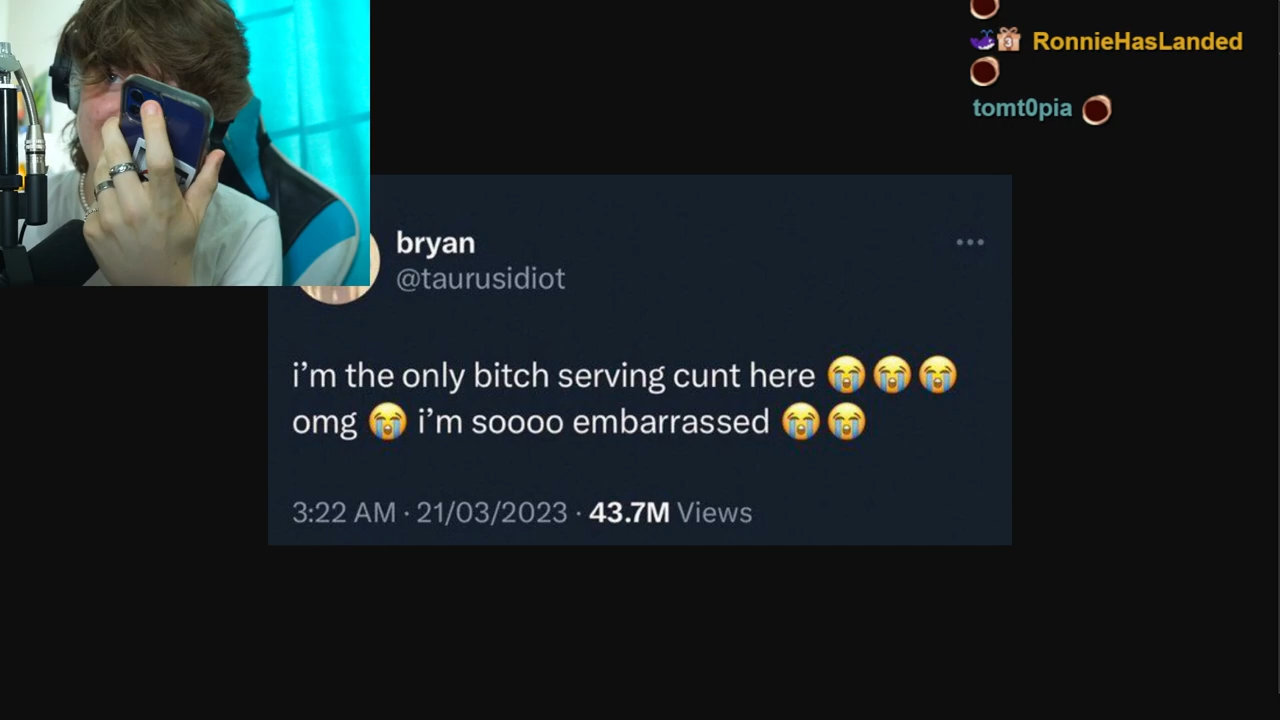 RonnieHasLanded
tomt0pia
bryan
@taurusidiot
i’m the only bitch serving cunt here 😭😭😭
omg 😭 i’m soooo embarrassed 😭😭
3:22 AM · 21/03/2023 · 43.7M Views